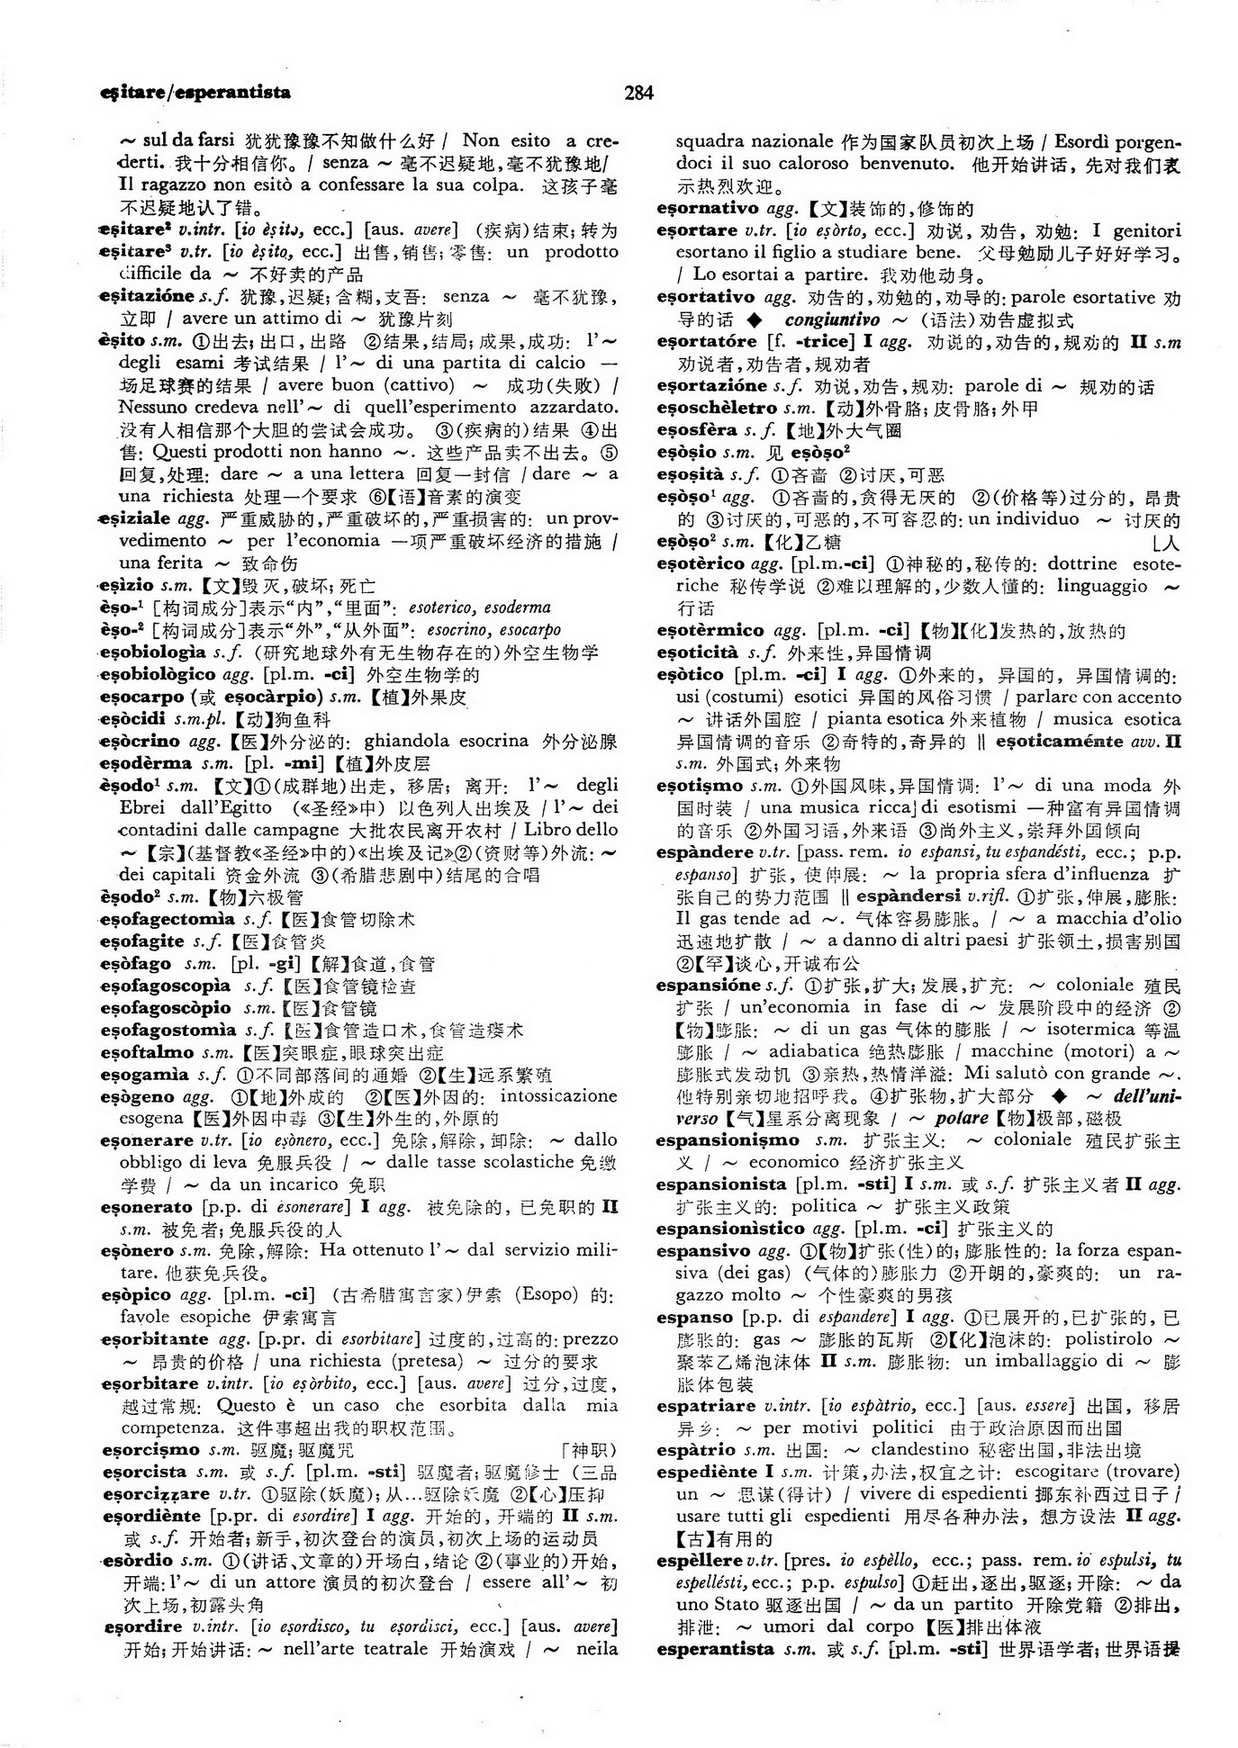 eṣitare/esperantista
284
～ sul da farsi 犹犹豫豫不知做什么好 / Non esito a cre-
derti. 我十分相信你。/ senza ～ 毫不迟疑地,毫不犹豫地/
Il ragazzo non esitò a confessare la sua colpa. 这孩子毫
不迟疑地认了错。
eṣitare² v.intr. [io èṣito, ecc.] [aus. avere] (疾病)结束;转为
eṣitare³ v.tr. [io èṣito, ecc.] 出售,销售;零售: un prodotto
difficile da ～ 不好卖的产品
eṣitazióne s.f. 犹豫,迟疑;含糊,支吾: senza ～ 毫不犹豫,
立即 / avere un attimo di ～ 犹豫片刻
èṣito s.m. ①出去;出口,出路 ②结果,结局;成果,成功: l'～
degli esami 考试结果 / l'～ di una partita di calcio 一
场足球赛的结果 / avere buon (cattivo) ～ 成功(失败) /
Nessuno credeva nell'～ di quell'esperimento azzardato.
没有人相信那个大胆的尝试会成功。 ③(疾病的)结果 ④出
售: Questi prodotti non hanno ～. 这些产品卖不出去。⑤
回复,处理: dare ～ a una lettera 回复一封信 / dare ～ a
una richiesta 处理一个要求 ⑥【语】音素的演变
eṣiziale agg. 严重威胁的,严重破坏的,严重损害的: un prov-
vedimento ～ per l'economia 一项严重破坏经济的措施 /
una ferita ～ 致命伤
eṣìzio s.m. 【文】毁灭,破坏;死亡
èṣo-¹ [构词成分]表示“内”,“里面”: esoterico, esoderma
èṣo-² [构词成分]表示“外”,“从外面”: esocrino, esocarpo
eṣobiologìa s.f. (研究地球外有无生物存在的)外空生物学
eṣobiològico agg. [pl.m. -ci] 外空生物学的
eṣocarpo (或 eṣocàrpio) s.m. 【植】外果皮
eṣòcidi s.m.pl. 【动】狗鱼科
eṣòcrino agg. 【医】外分泌的: ghiandola esocrina 外分泌腺
eṣodèrma s.m. [pl. -mi] 【植】外皮层
èṣodo¹ s.m. 【文】①(成群地)出走, 移居; 离开: l'～ degli
Ebrei dall'Egitto (《圣经》中) 以色列人出埃及 / l'～ dei
contadini dalle campagne 大批农民离开农村 / Libro dello
～ 【宗】(基督教《圣经》中的)《出埃及记》②(资财等)外流: ～
dei capitali 资金外流 ③(希腊悲剧中)结尾的合唱
èṣodo² s.m. 【物】六极管
eṣofagectomìa s.f. 【医】食管切除术
eṣofagite s.f. 【医】食管炎
eṣòfago s.m. [pl. -gi] 【解】食道,食管
eṣofagoscopìa s.f. 【医】食管镜检查
eṣofagoscòpio s.m. 【医】食管镜
eṣofagostomìa s.f. 【医】食管造口术,食管造瘘术
eṣoftalmo s.m. 【医】突眼症,眼球突出症
eṣogamìa s.f. ①不同部落间的通婚 ②【生】远系繁殖
eṣògeno agg. ①【地】外成的 ②【医】外因的: intossicazione
esogena 【医】外因中毒 ③【生】外生的,外原的
eṣonerare v.tr. [io eṣònero, ecc.] 免除,解除, 卸除: ～ dallo
obbligo di leva 免服兵役 / ～ dalle tasse scolastiche 免缴
学费 / ～ da un incarico 免职
eṣonerato [p.p. di esonerare] I agg. 被免除的, 已免职的 II
s.m. 被免者;免服兵役的人
eṣònero s.m. 免除,解除: Ha ottenuto l'～ dal servizio mili-
tare. 他获免兵役。
eṣòpico agg. [pl.m. -ci] (古希腊寓言家)伊索 (Esopo) 的:
favole esopiche 伊索寓言
eṣorbitante agg. [p.pr. di esorbitare] 过度的,过高的: prezzo
～ 昂贵的价格 / una richiesta (pretesa) ～ 过分的要求
eṣorbitare v.intr. [io eṣòrbito, ecc.] [aus. avere] 过分,过度,
越过常规: Questo è un caso che esorbita dalla mia
competenza. 这件事超出我的职权范围。
eṣorciṣmo s.m. 驱魔;驱魔咒 「神职)
eṣorcista s.m. 或 s.f. [pl.m. -sti] 驱魔者;驱魔修士 (三品
eṣorciẓẓare v.tr. ①驱除(妖魔);从…驱除妖魔 ②【心】压抑
eṣordiènte [p.pr. di esordire] I agg. 开始的, 开端的 II s.m.
或 s.f. 开始者;新手,初次登台的演员,初次上场的运动员
eṣòrdio s.m. ①(讲话、文章的)开场白,绪论 ②(事业的)开始,
开端: l'～ di un attore 演员的初次登台 / essere all'～ 初
次上场,初露头角
eṣordire v.intr. [io eṣordisco, tu eṣordisci, ecc.] [aus. avere]
开始;开始讲话: ～ nell'arte teatrale 开始演戏 / ～ nella
squadra nazionale 作为国家队员初次上场 / Esordì porgen-
doci il suo caloroso benvenuto. 他开始讲话, 先对我们表
示热烈欢迎。
eṣornativo agg. 【文】装饰的,修饰的
eṣortare v.tr. [io eṣòrto, ecc.] 劝说, 劝告, 劝勉: I genitori
esortano il figlio a studiare bene. 父母勉励儿子好好学习。
/ Lo esortai a partire. 我劝他动身。
eṣortativo agg. 劝告的,劝勉的,劝导的: parole esortative 劝
导的话 ◆ congiuntivo ～ (语法)劝告虚拟式
eṣortatóre [f. -trice] I agg. 劝说的,劝告的,规劝的 II s.m
劝说者,劝告者,规劝者
eṣortazióne s.f. 劝说,劝告,规劝: parole di ～ 规劝的话
eṣoschèletro s.m. 【动】外骨骼;皮骨骼;外甲
eṣosfèra s.f. 【地】外大气圈
eṣòṣio s.m. 见 eṣòṣo²
eṣoṣità s.f. ①吝啬 ②讨厌,可恶
eṣòṣo¹ agg. ①吝啬的,贪得无厌的 ②(价格等)过分的, 昂贵
的 ③讨厌的,可恶的,不可容忍的: un individuo ～ 讨厌的
eṣòṣo² s.m. 【化】乙糖 ⌊人
eṣotèrico agg. [pl.m.-ci] ①神秘的,秘传的: dottrine esote-
riche 秘传学说 ②难以理解的,少数人懂的: linguaggio ～
行话
eṣotèrmico agg. [pl.m. -ci] 【物】【化】发热的,放热的
eṣoticità s.f. 外来性,异国情调
eṣòtico [pl.m. -ci] I agg. ①外来的, 异国的, 异国情调的:
usi (costumi) esotici 异国的风俗习惯 / parlare con accento
～ 讲话外国腔 / pianta esotica 外来植物 / musica esotica
异国情调的音乐 ②奇特的,奇异的 ‖ eṣoticaménte avv. II
s.m. 外国式;外来物
eṣotiṣmo s.m. ①外国风味,异国情调: l'～ di una moda 外
国时装 / una musica ricca di esotismi 一种富有异国情调
的音乐 ②外国习语,外来语 ③尚外主义,崇拜外国倾向
espàndere v.tr. [pass. rem. io espansi, tu espandésti, ecc.; p.p.
espanso] 扩张, 使伸展: ～ la propria sfera d'influenza 扩
张自己的势力范围 ‖ espàndersi v.rifl. ①扩张,伸展,膨胀:
Il gas tende ad ～. 气体容易膨胀。/ ～ a macchia d'olio
迅速地扩散 / ～ a danno di altri paesi 扩张领土,损害别国
②【罕】谈心,开诚布公
espansióne s.f. ①扩张,扩大;发展,扩充: ～ coloniale 殖民
扩张 / un'economia in fase di ～ 发展阶段中的经济 ②
【物】膨胀: ～ di un gas 气体的膨胀 / ～ isotermica 等温
膨胀 / ～ adiabatica 绝热膨胀 / macchine (motori) a ～
膨胀式发动机 ③亲热,热情洋溢: Mi salutò con grande ～.
他特别亲切地招呼我。④扩张物,扩大部分 ◆ ～ dell'uni-
verso 【气】星系分离现象 / ～ polare 【物】极部,磁极
espansioniṣmo s.m. 扩张主义: ～ coloniale 殖民扩张主
义 / ～ economico 经济扩张主义
espansionista [pl.m. -sti] I s.m. 或 s.f. 扩张主义者 II agg.
扩张主义的: politica ～ 扩张主义政策
espansionìstico agg. [pl.m. -ci] 扩张主义的
espansivo agg. ①【物】扩张(性)的;膨胀性的: la forza espan-
siva (dei gas) (气体的)膨胀力 ②开朗的,豪爽的: un ra-
gazzo molto ～ 个性豪爽的男孩
espanso [p.p. di espandere] I agg. ①已展开的,已扩张的, 已
膨胀的: gas ～ 膨胀的瓦斯 ②【化】泡沫的: polistirolo ～
聚苯乙烯泡沫体 II s.m. 膨胀物: un imballaggio di ～ 膨
胀体包装
espatriare v.intr. [io espàtrio, ecc.] [aus. essere] 出国, 移居
异乡: ～ per motivi politici 由于政治原因而出国
espàtrio s.m. 出国: ～ clandestino 秘密出国,非法出境
espediènte I s.m. 计策,办法,权宜之计: escogitare (trovare)
un ～ 思谋(得计) / vivere di espedienti 挪东补西过日子 /
usare tutti gli espedienti 用尽各种办法, 想方设法 II agg.
【古】有用的
espèllere v.tr. [pres. io espèllo, ecc.; pass. rem. io espulsi, tu
espellésti, ecc.; p.p. espulso] ①赶出,逐出,驱逐;开除: ～ da
uno Stato 驱逐出国 / ～ da un partito 开除党籍 ②排出,
排泄: ～ umori dal corpo 【医】排出体液
esperantista s.m. 或 s.f. [pl.m. -sti] 世界语学者;世界语提